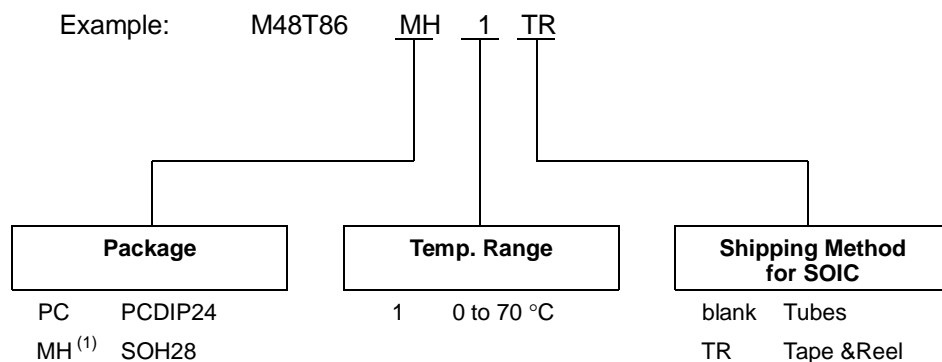 Example: M48T86 MH 1 TR
Package Temp. Range Shipping Method
for SOIC
PC PCDIP24 1 0 to 70 °C blank Tubes
MH (1) SOH28 TR Tape &Reel